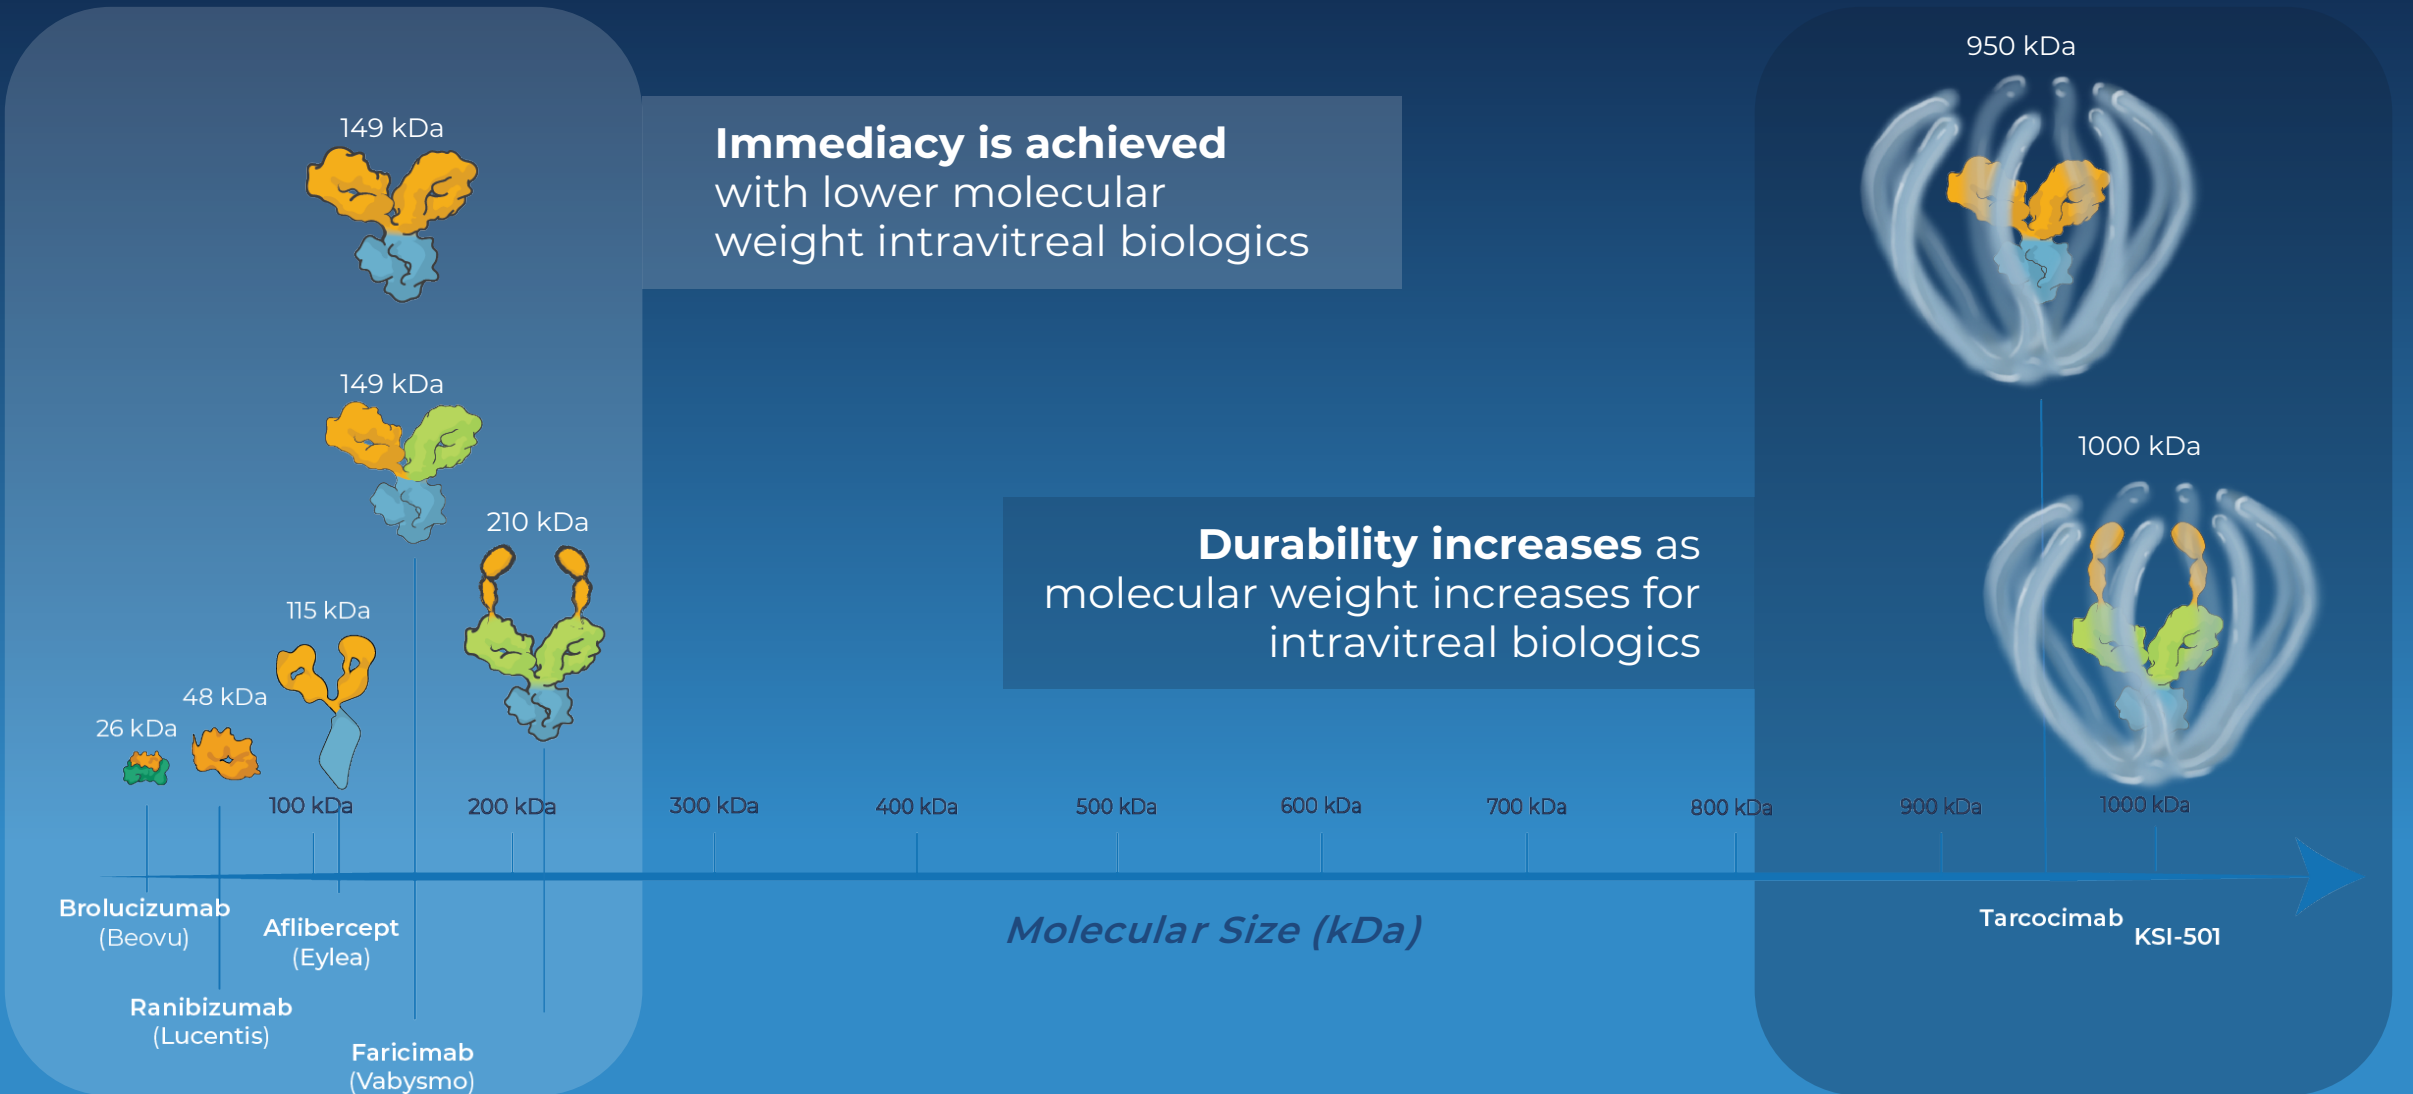 950 kDa
149 kDa
Immediacy is achieved
with lower molecular
weight intravitreal biologics
149 kDa
1000 kDa
210 kDa
Durability increases as
molecular weight increases for
intravitreal biologics
115 kDa
48 kDa
26 kDa
100 kDa 200 kDa 300 kDa 400 kDa 500 kDa 600 kDa 700 kDa 800 kDa 900 kDa 1000 kDa
Brolucizumab
(Beovu)
Aflibercept
(Eylea)
Ranibizumab
(Lucentis)
Faricimab
(Vabysmo)
Molecular Size (kDa)
Tarcocimab
KSI-501